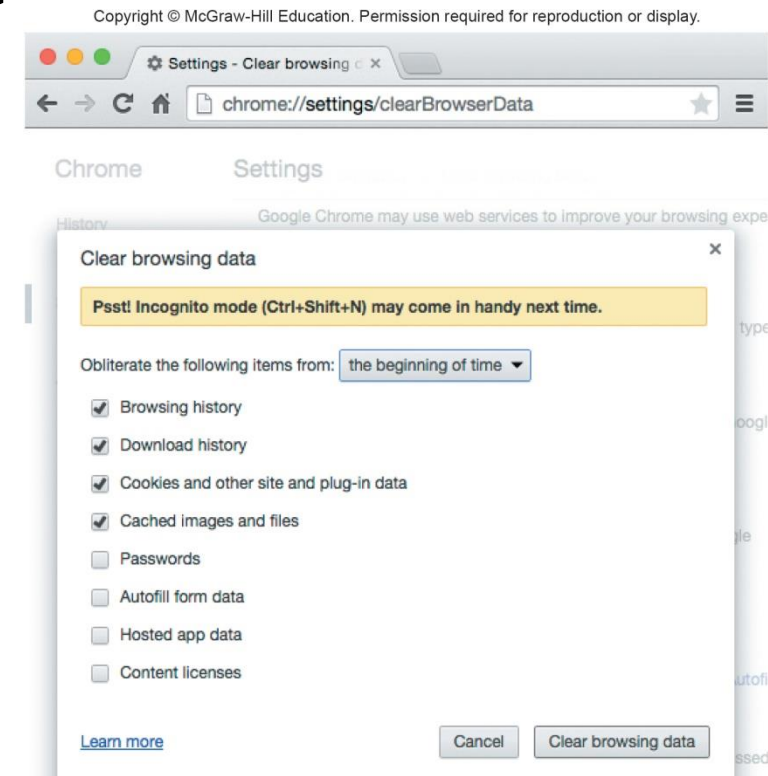 Copyright © McGraw-Hill Education. Permission required for reproduction or display.
Settings - Clear browsing
chrome://settings/clearBrowserData
Chrome
Settings
History
Google Chrome may use web services to improve your browsing
Clear browsing data
Psst! Incognito mode (Ctrl+Shift+N) may come in handy next time.
Obliterate the following items from: the beginning of time
Browsing history
Download history
Cookies and other site and plug-in data
Cached images and files
Passwords
Autofill form data
Hosted app data
Content licenses
Learn more
Cancel
Clear browsing data